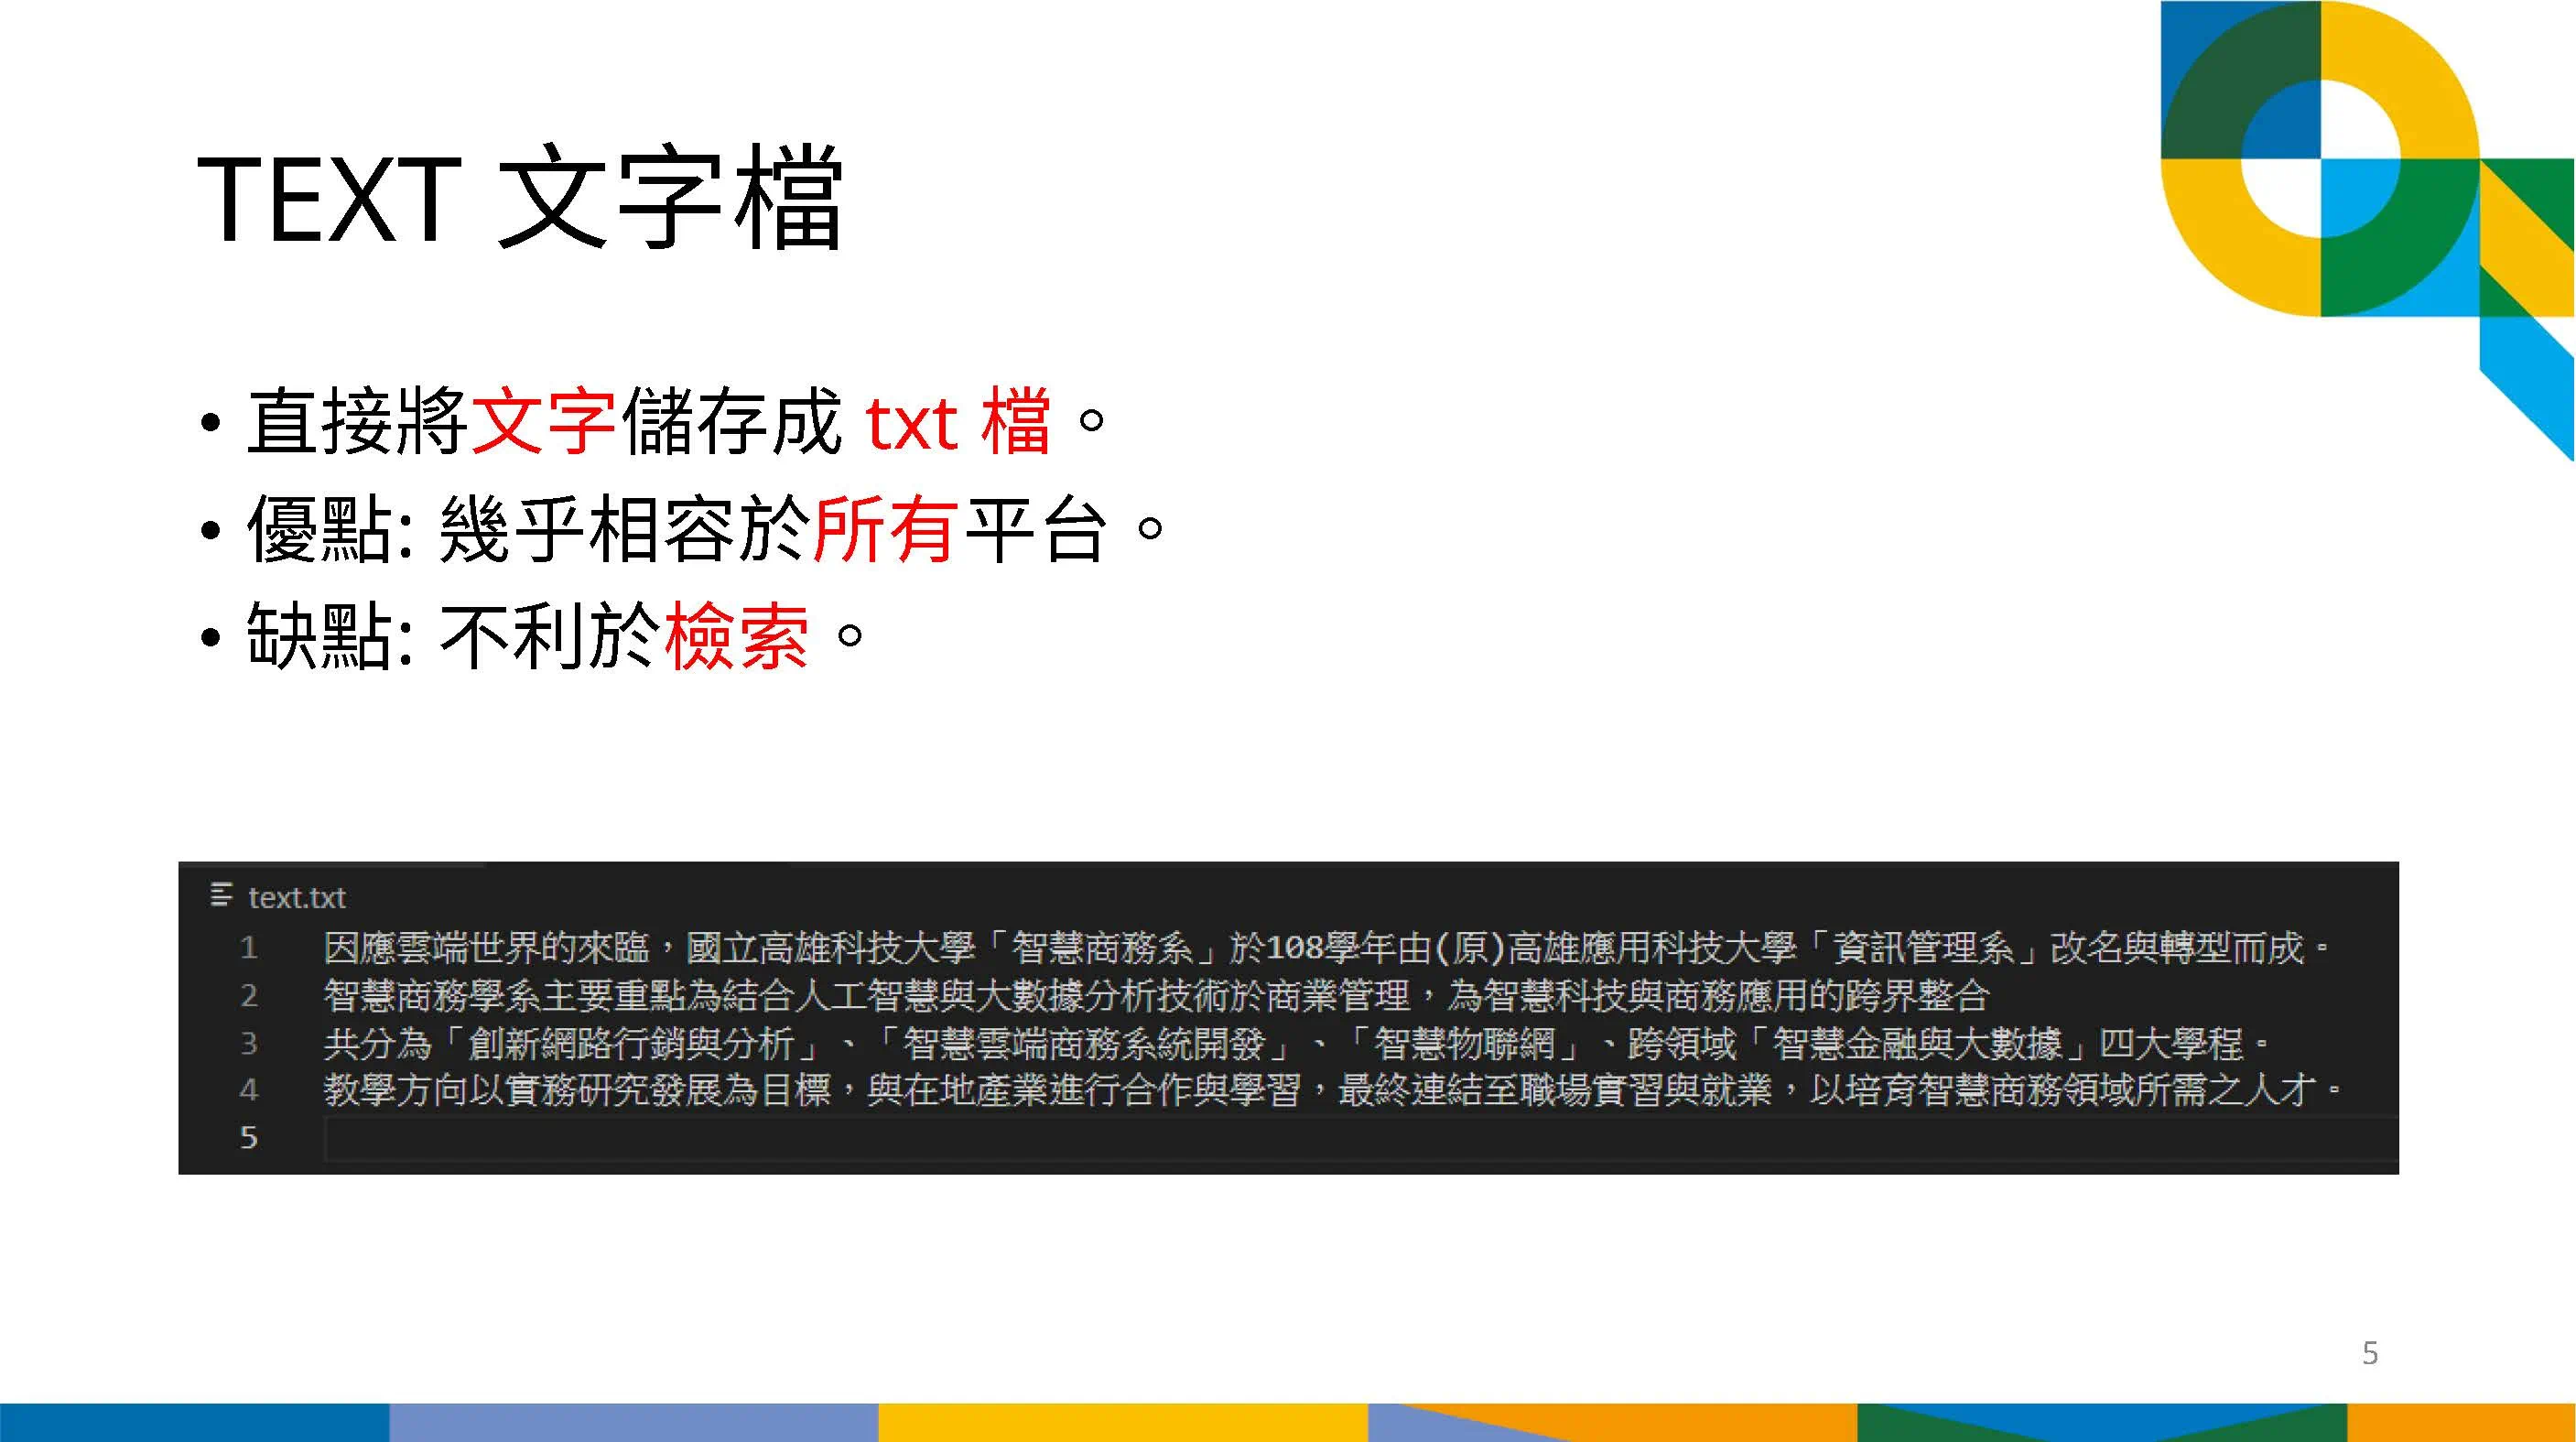 TEXT 文字檔
• 直接將文字儲存成 txt 檔。
• 優點: 幾乎相容於所有平台。
• 缺點: 不利於檢索。
text.txt
1 因應雲端世界的來臨，國立高雄科技大學「智慧商務系」於108學年由(原)高雄應用科技大學「資訊管理系」改名與轉型而成。
2 智慧商務學系主要重點為結合人工智慧與大數據分析技術於商業管理，為智慧科技與商務應用的跨界整合
3 共分為「創新網路行銷與分析」、「智慧雲端商務系統開發」、「智慧物聯網」、跨領域「智慧金融與大數據」四大學程。
4 教學方向以實務研究發展為目標，與在地產業進行合作與學習，最終連結至職場實習與就業，以培育智慧商務領域所需之人才。
5
5